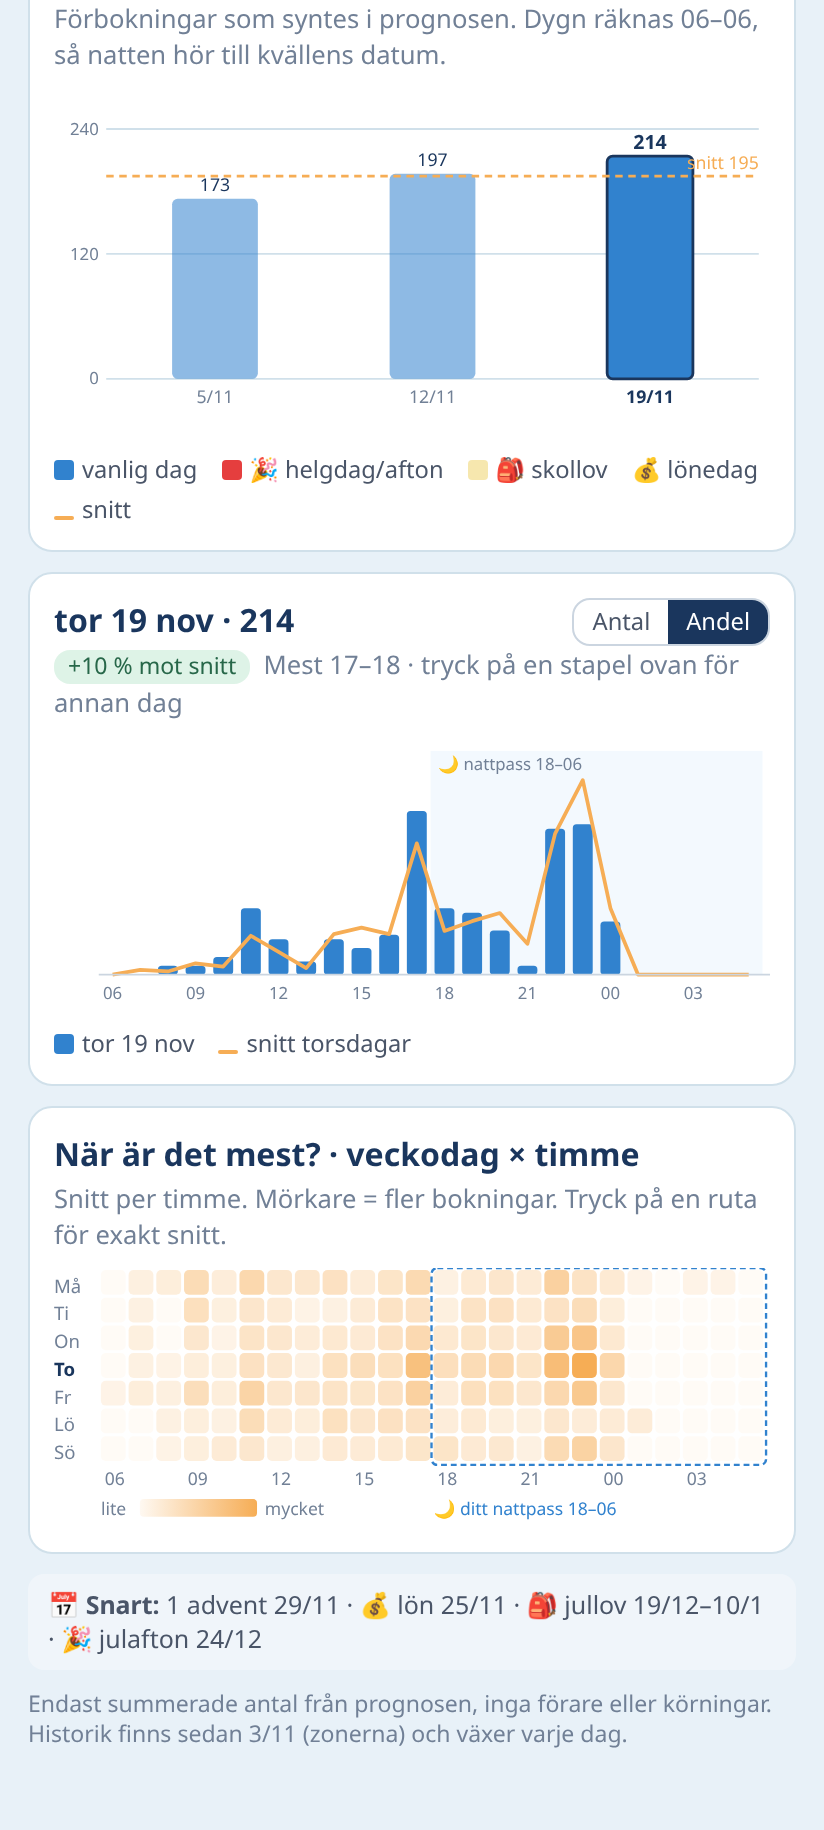 Förbokningar som syntes i prognosen. Dygn räknas 06–06,
så natten hör till kvällens datum.
240
214
197
snitt 195
173
120
0
5/11 12/11 19/11
vanlig dag 🎉 helgdag/afton 🎒 skollov 💰 lönedag
snitt
tor 19 nov · 214
Antal Andel
+10 % mot snitt Mest 17–18 · tryck på en stapel ovan för
annan dag
🌙 nattpass 18–06
06 09 12 15 18 21 00 03
tor 19 nov snitt torsdagar
När är det mest? · veckodag × timme
Snitt per timme. Mörkare = fler bokningar. Tryck på en ruta
för exakt snitt.
Må
Ti
On
To
Fr
Lö
Sö
06 09 12 15 18 21 00 03
lite mycket 🌙 ditt nattpass 18–06
📅 Snart: 1 advent 29/11 · 💰 lön 25/11 · 🎒 jullov 19/12–10/1
· 🎉 julafton 24/12
Endast summerade antal från prognosen, inga förare eller körningar.
Historik finns sedan 3/11 (zonerna) och växer varje dag.